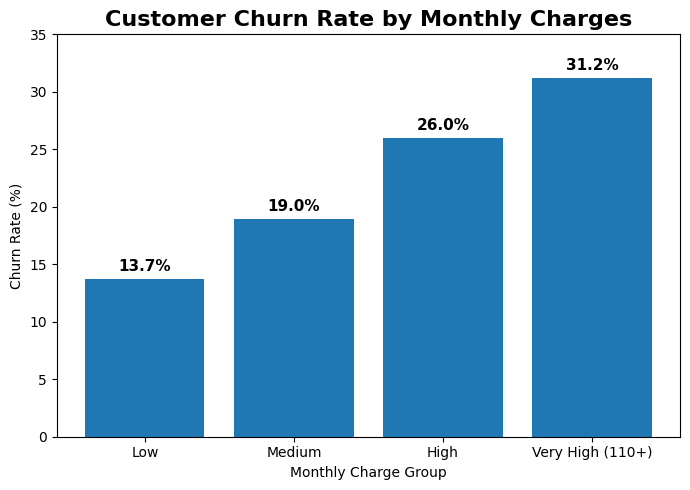 Customer Churn Rate by Monthly Charges
Churn Rate (%)
35
30
25
20
15
10
5
0
13.7%
19.0%
26.0%
31.2%
Low
Medium
High
Very High (110+)
Monthly Charge Group